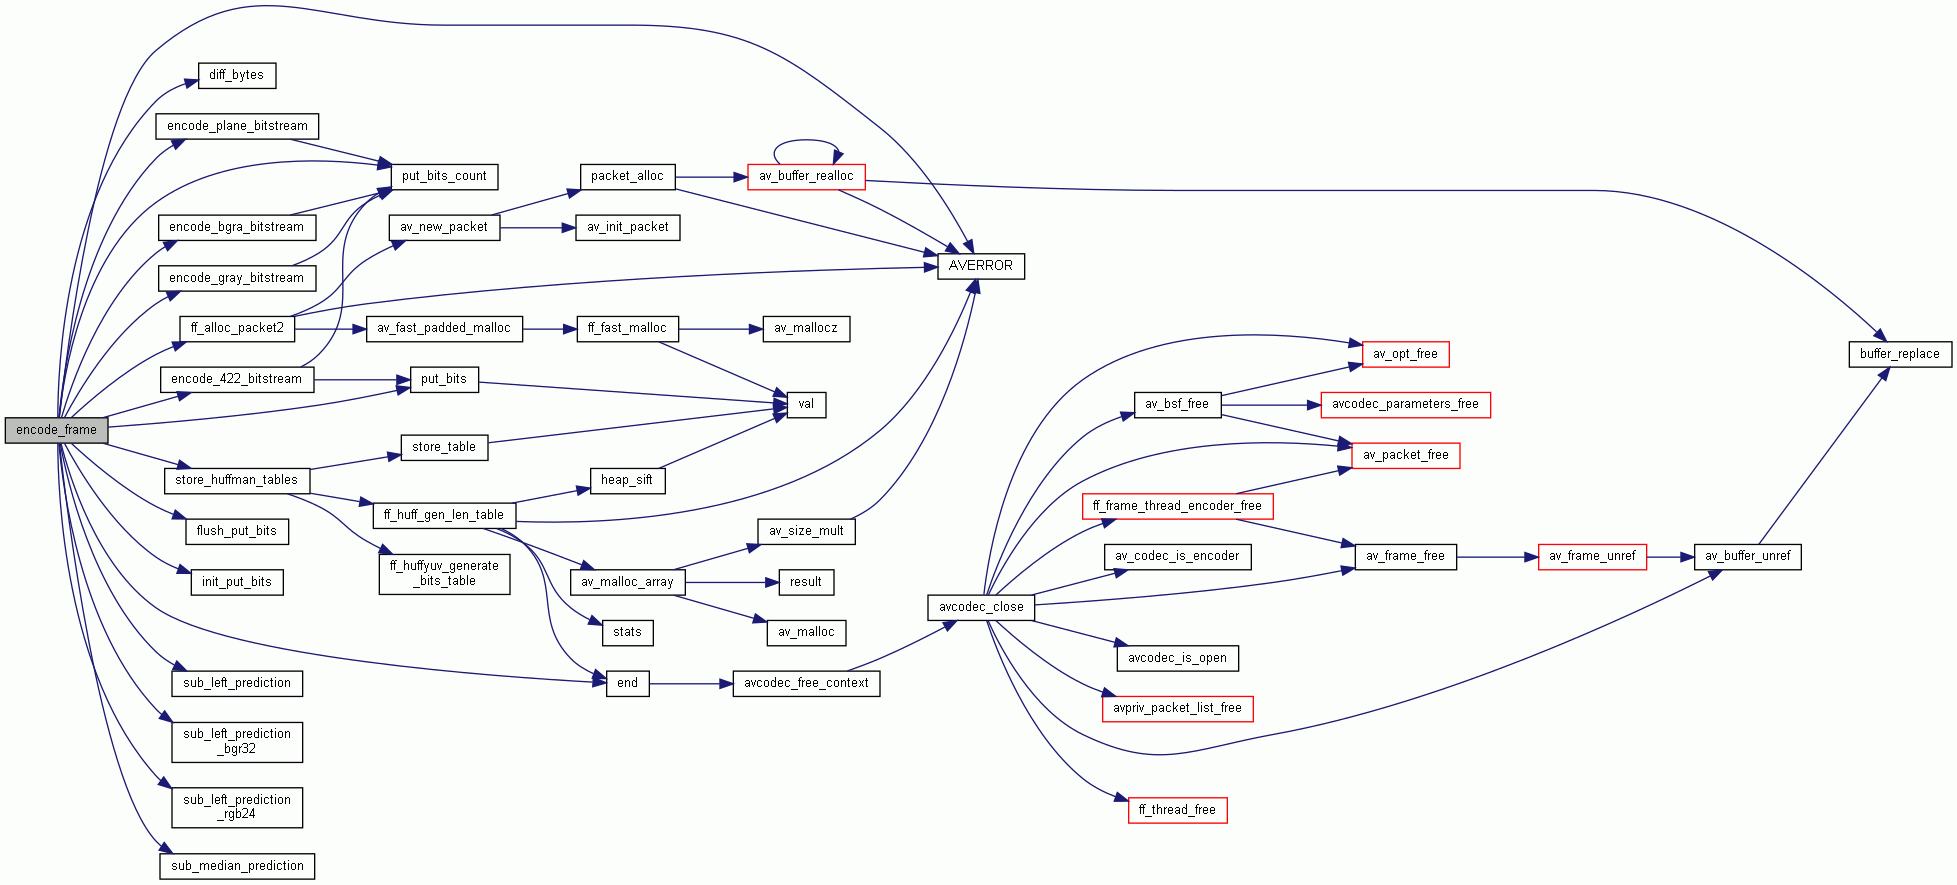 encode_frame
diff_bytes
encode_plane_bitstream
encode_bgra_bitstream
encode_gray_bitstream
ff_alloc_packet2
encode_422_bitstream
store_huffman_tables
flush_put_bits
init_put_bits
sub_left_prediction
sub_left_prediction
_bgr32
sub_left_prediction
_rgb24
sub_median_prediction
put_bits_count
av_new_packet
av_fast_padded_malloc
put_bits
store_table
ff_huff_gen_len_table
ff_huffyuv_generate
_bits_table
packet_alloc
av_init_packet
ff_fast_malloc
heap_sift
av_malloc_array
stats
end
av_buffer_realloc
av_mallocz
val
av_size_mult
result
av_malloc
avcodec_free_context
AVERROR
avcodec_close
av_bsf_free
ff_frame_thread_encoder_free
av_codec_is_encoder
avcodec_is_open
avpriv_packet_list_free
ff_thread_free
av_opt_free
avcodec_parameters_free
av_packet_free
av_frame_free
av_frame_unref
av_buffer_unref
buffer_replace